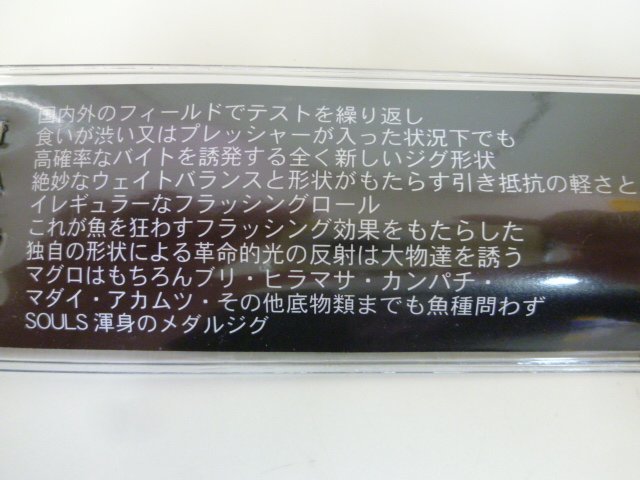 国内外のフィールドでテストを繰り返し
食いが渋い又はプレッシャーが入った状況下でも
高確率なバイトを誘発する全く新しいジグ形状
絶妙なウェイトバランスと形状がもたらす引き抵抗の軽さと
イレギュラーなフラッシングロール
これが魚を狂わすフラッシング効果をもたらした
独自の形状による革命的光の反射は大物達を誘う
マグロはもちろんブリ・ヒラマサ・カンパチ・
マダイ・アカムツ・その他底物類までも魚種問わず
SOULS 渾身のメダルジグ